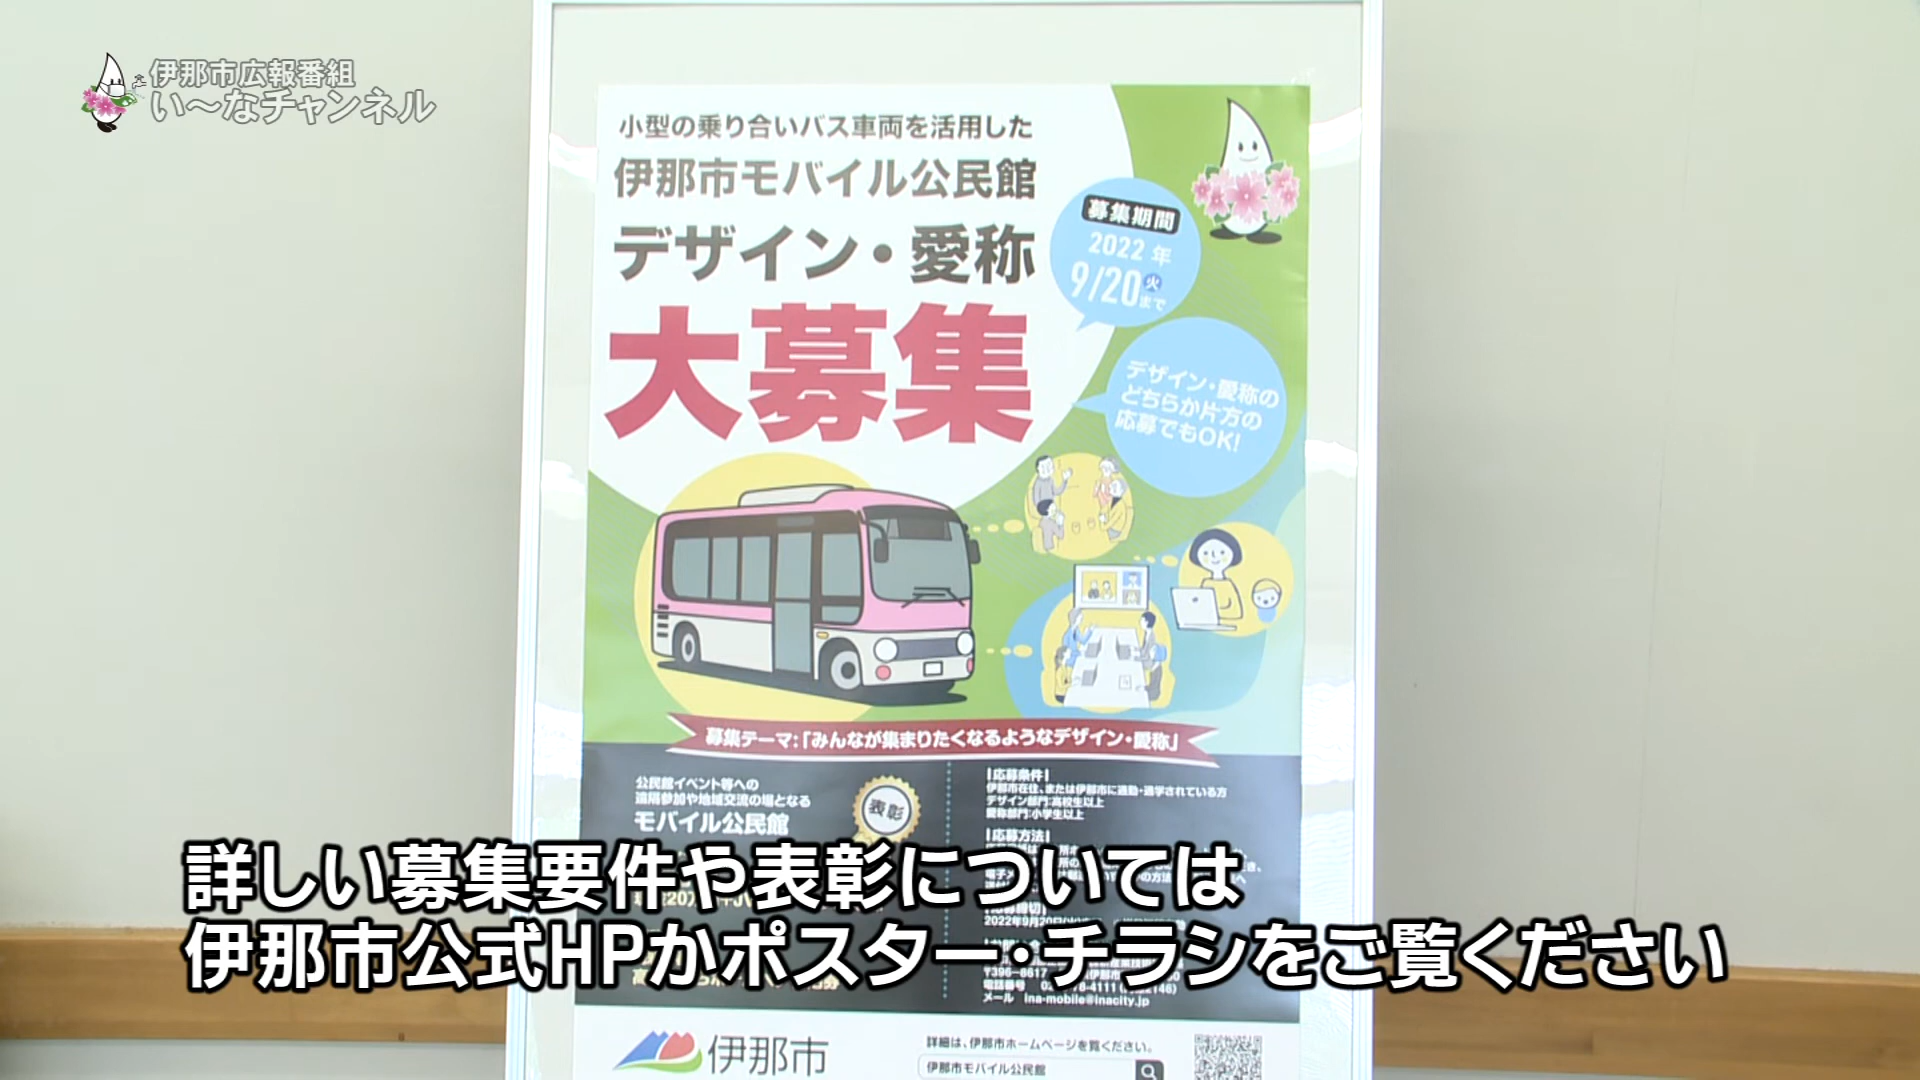 伊那市広報番組
い～なチャンネル
小型の乗り合いバス車両を活用した
伊那市モバイル公民館
デザイン・愛称
大募集
募集期間
2022年
9/20火まで
デザイン・愛称の
どちらか片方の
応募でもOK!
募集テーマ:「みんなが集まりたくなるようなデザイン・愛称」
公民館イベント等への
遠隔参加や地域交流の場となる
モバイル公民館
表彰
応募条件
伊那市在住、または伊那市に通勤・通学されている方
デザイン部門:高校生以上
愛称部門:小学生以上
応募方法
詳しい募集要件や表彰については
伊那市公式HPかポスター・チラシをご覧ください
〒396-8617
電話番号
メール ina-mobile@inacity.jp
伊那市
詳細は、伊那市ホームページを覧ください。
伊那市モバイル公民館